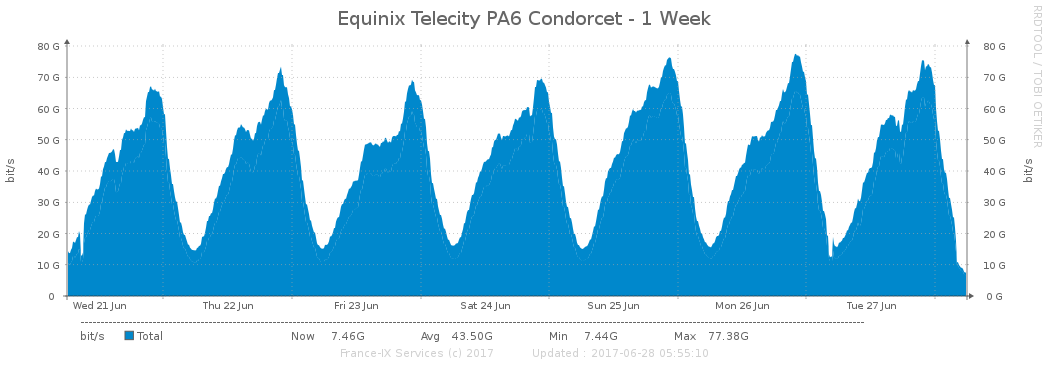 Equinix Telecity PA6 Condorcet - 1 Week
RRDTOOL / TOBI OETIKER
bit/s
80 G 80 G
70 G 70 G
60 G 60 G
50 G 50 G
40 G 40 G
30 G 30 G
20 G 20 G
10 G 10 G
0 0 G
bit/s
Wed 21 Jun Thu 22 Jun Fri 23 Jun Sat 24 Jun Sun 25 Jun Mon 26 Jun Tue 27 Jun
bit/s Total Now 7.46G Avg 43.50G Min 7.44G Max 77.38G
France-IX Services (c) 2017 Updated : 2017-06-28 05:55:10